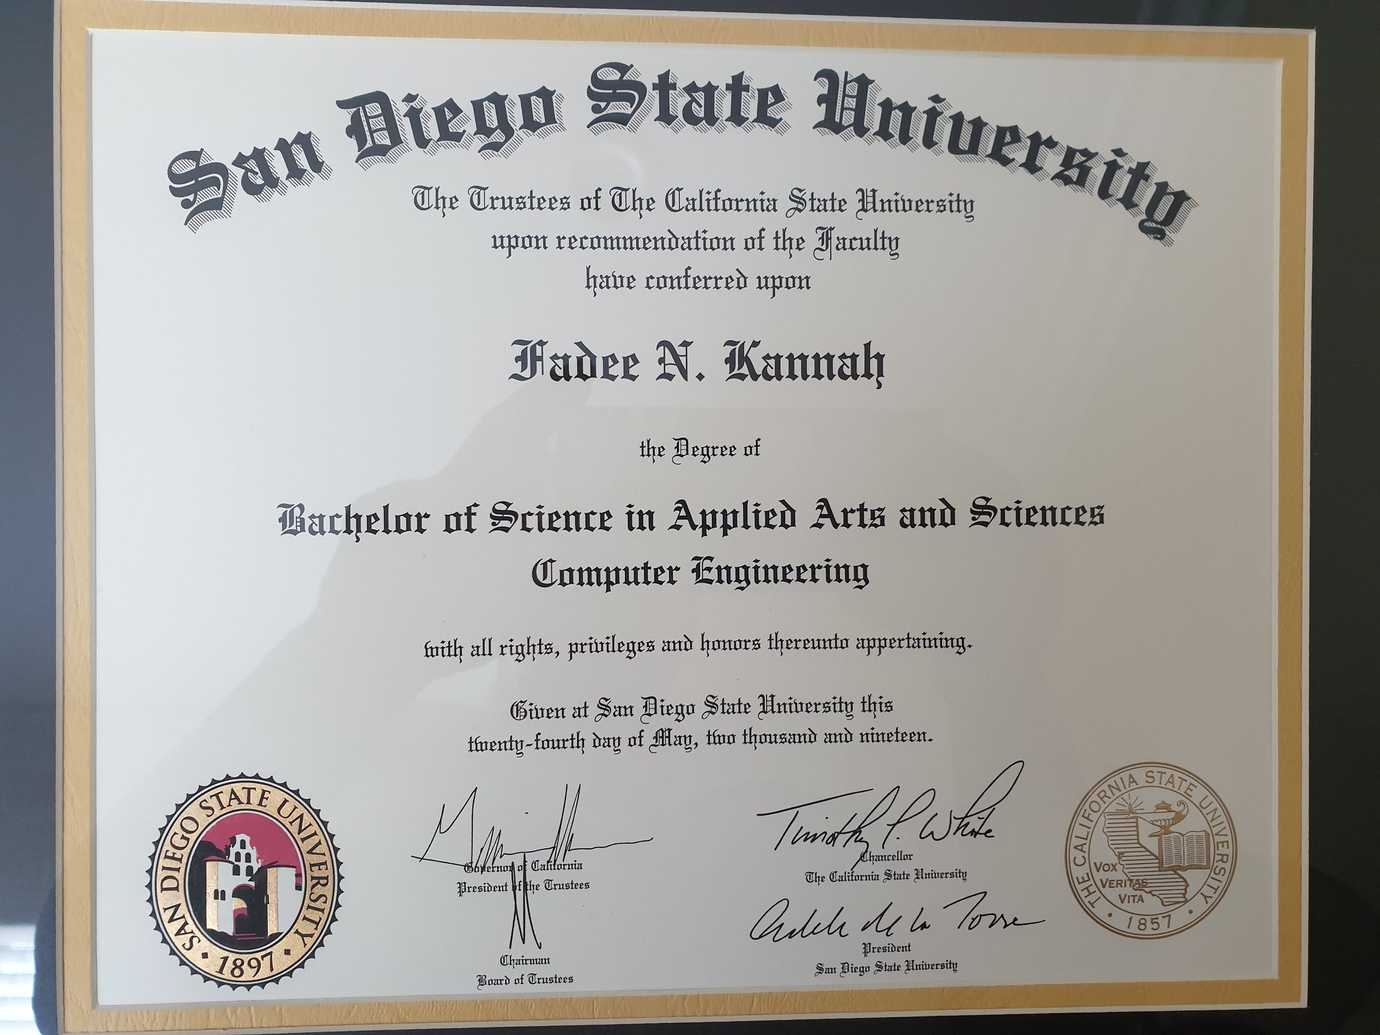 San Diego State University
The Trustees of The California State University
upon recommendation of the Faculty
have conferred upon
Fadee N. Kannah
the Degree of
Bachelor of Science in Applied Arts and Sciences
Computer Engineering
with all rights, privileges and honors thereunto appertaining.
Given at San Diego State University this
twenty-fourth day of May, two thousand and nineteen.
Governor of California
President of the Trustees
Chairman
Board of Trustees
Timothy P. White
Chancellor
The California State University
Adela de la Torre
President
San Diego State University
SAN DIEGO STATE UNIVERSITY
· 1897 ·
THE CALIFORNIA STATE UNIVERSITY
VOX
VERITAS
VITA
· 1857 ·